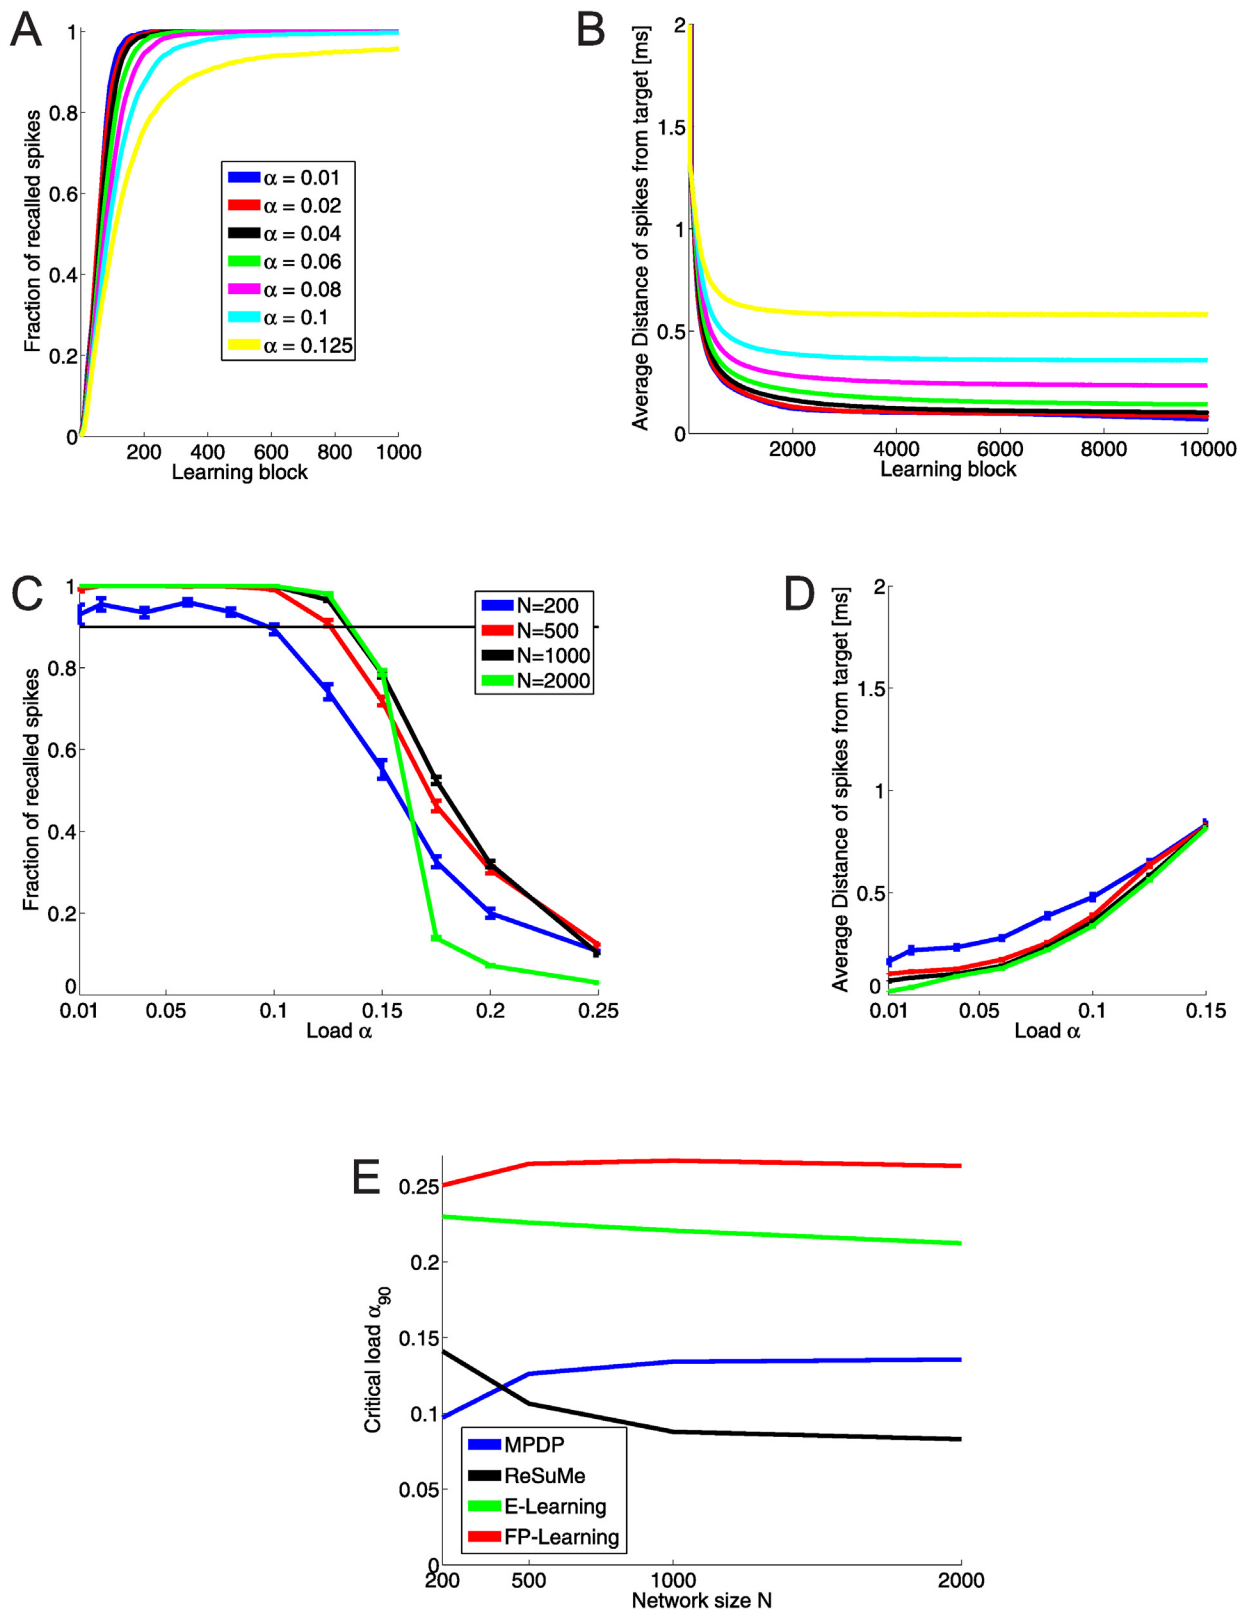 A
Fraction of recalled spikes
1
0.8
0.6
0.4
0.2
0
200 400 600 800 1000
Learning block
α = 0.01
α = 0.02
α = 0.04
α = 0.06
α = 0.08
α = 0.1
α = 0.125
B
Average Distance of spikes from target [ms]
2
1.5
1
0.5
0
2000 4000 6000 8000 10000
Learning block
C
Fraction of recalled spikes
1
0.8
0.6
0.4
0.2
0
0.01 0.05 0.1 0.15 0.2 0.25
Load α
N=200
N=500
N=1000
N=2000
D
Average Distance of spikes from target [ms]
2
1.5
1
0.5
0
0.01 0.05 0.1 0.15
Load α
E
Critical load α90
0.25
0.2
0.15
0.1
0.05
0
200 500 1000 2000
Network size N
MPDP
ReSuMe
E-Learning
FP-Learning